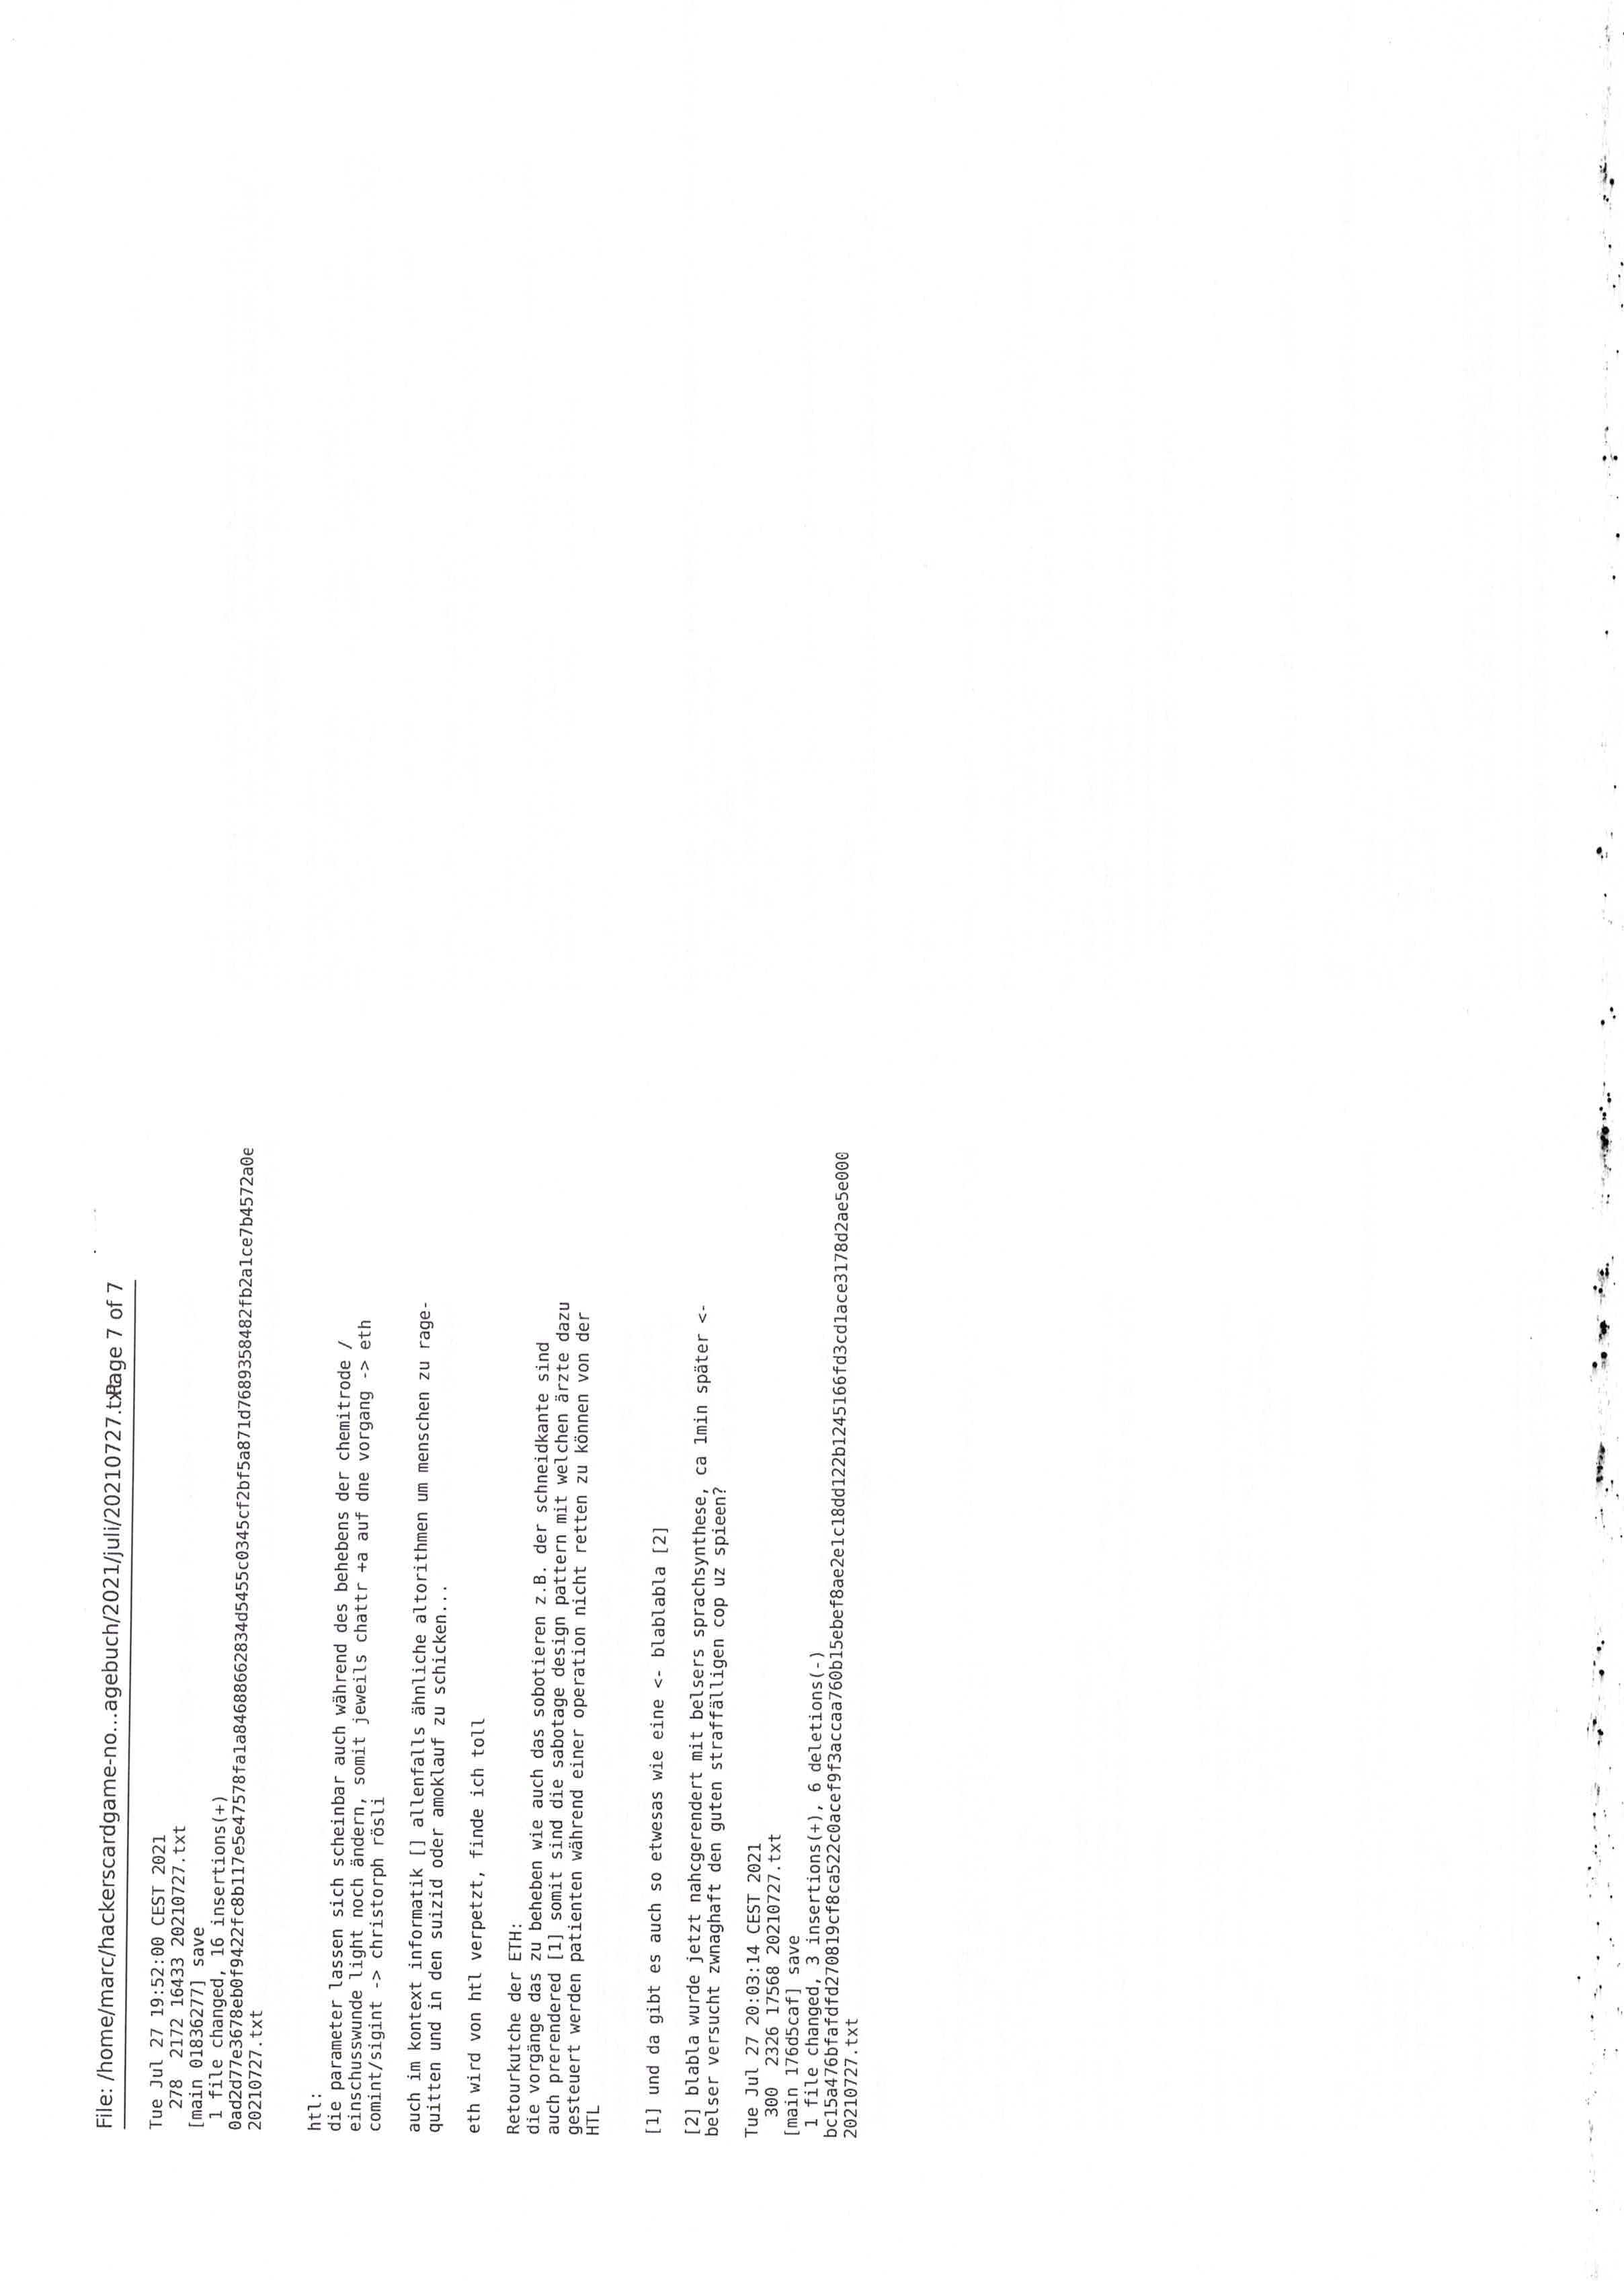 File: /home/marc/hackerscardgame-no...agebuch/2021/juli/20210727.txt Page 7 of 7
Tue Jul 27 19:52:00 CEST 2021
278 2172 16433 20210727.txt
[main 0183627​7] save
1 file changed, 16 insertions(+)
0ad2d77e3678eb0f9422fc8b117e5e47578fa1a84688662834d5455c0345cf2bf5a871d7689358482fb2a1ce7b4572a0e
20210727.txt
htl:
die parameter lassen sich scheinbar auch während des behebens der chemitrode /
einschusswunde light noch ändern, somit jeweils chattr +a auf dne vorgang -> eth
comint/sigint -> christorph rösli
auch im kontext informatik [] allenfalls ähnliche altorithmen um menschen zu rage-
quitten und in den suizid oder amoklauf zu schicken...
eth wird von htl verpetzt, finde ich toll
Retourkutche der ETH:
die vorgänge das zu beheben wie auch das sobotieren z.B. der schneidkante sind
auch prerendered [1] somit sind die sabotage design pattern mit welchen ärzte dazu
gesteuert werden patienten während einer operation nicht retten zu können von der
HTL
[1] und da gibt es auch so etwesas wie eine <- blablabla [2]
[2] blabla wurde jetzt nahcgerendert mit belsers sprachsynthese, ca 1min später <-
belser versucht zwnaghaft den guten straffälligen cop uz spieen?
Tue Jul 27 20:03:14 CEST 2021
300 2326 17568 20210727.txt
[main 176d5caf] save
1 file changed, 3 insertions(+), 6 deletions(-)
bc15a476bfafdfd270819cf8ca522c0acef9f3accaa760b15ebef8ae2e1c18dd122b1245166fd3cd1ace3178d2ae5e000
20210727.txt